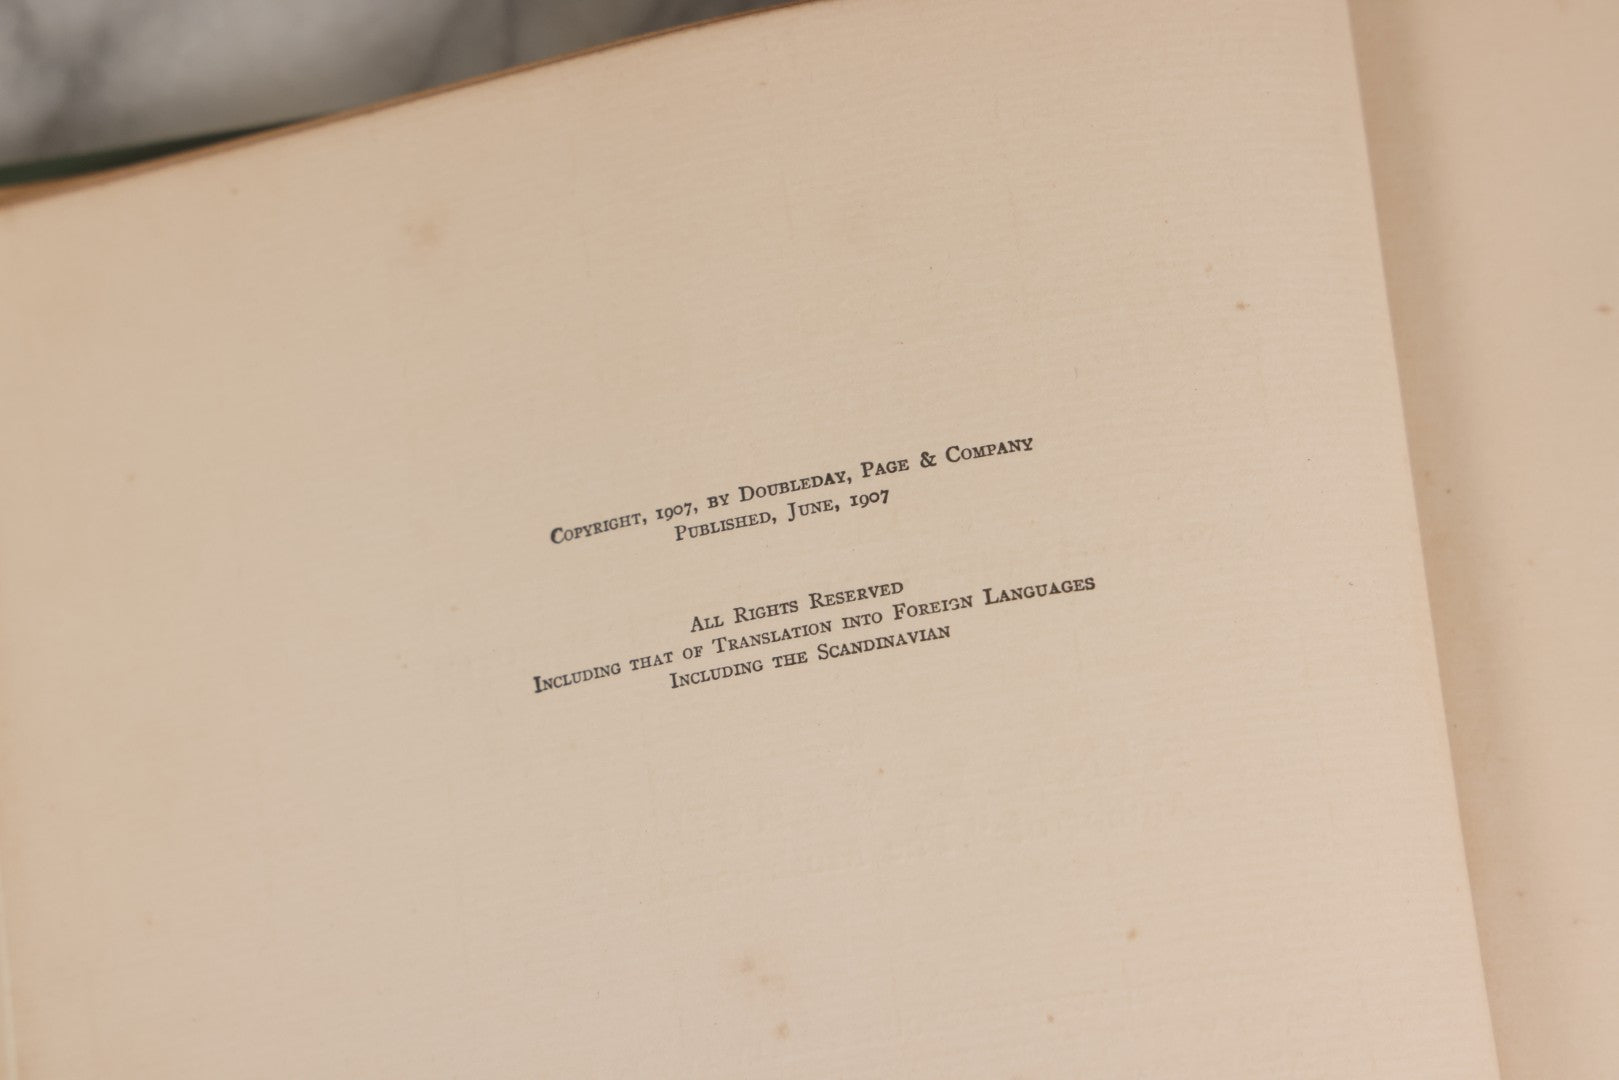 Copyright, 1907, by Doubleday, Page & Company
Published, June, 1907
All Rights Reserved
Including that of Translation into Foreign Languages
Including the Scandinavian